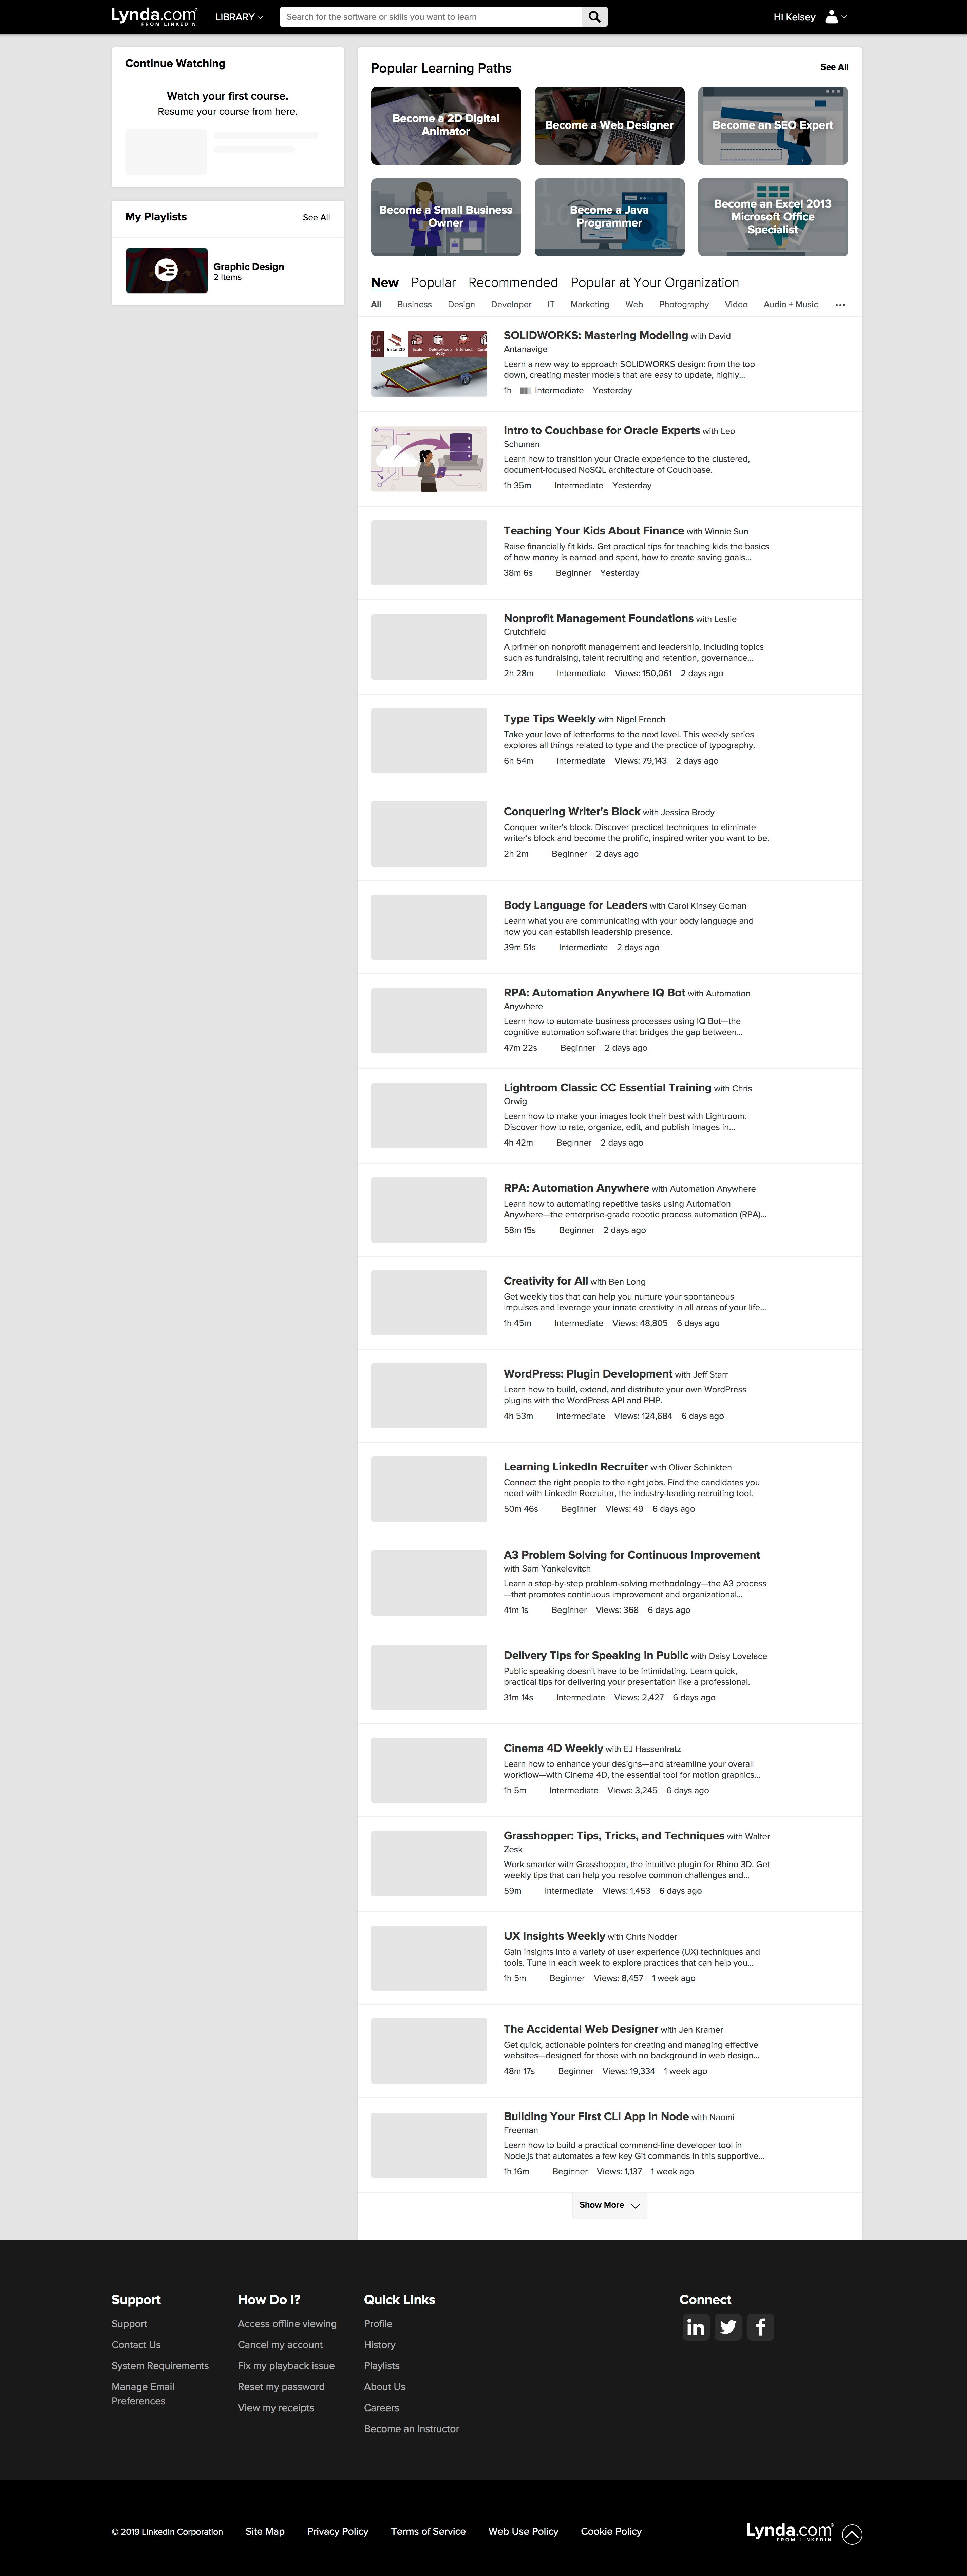 Lynda.com®
FROM LINKEDIN
LIBRARY
Search for the software or skills you want to learn
Hi Kelsey
Continue Watching
Watch your first course.
Resume your course from here.
My Playlists
See All
Graphic Design
2 Items
Popular Learning Paths
See All
Become a 2D Digital
Animator
Become a Web Designer
Become an SEO Expert
Become a Small Business
Owner
Become a Java
Programmer
Become an Excel 2013
Microsoft Office
Specialist
New Popular Recommended Popular at Your Organization
All Business Design Developer IT Marketing Web Photography Video Audio + Music ...
Instant3D Scale Delete/Keep Intersect
Body
SOLIDWORKS: Mastering Modeling with David
Antanavige
Learn a new way to approach SOLIDWORKS design: from the top
down, creating master models that are easy to update, highly...
1h Intermediate Yesterday
Intro to Couchbase for Oracle Experts with Leo
Schuman
Learn how to transition your Oracle experience to the clustered,
document-focused NoSQL architecture of Couchbase.
1h 35m Intermediate Yesterday
Teaching Your Kids About Finance with Winnie Sun
Raise financially fit kids. Get practical tips for teaching kids the basics
of how money is earned and spent, how to create saving goals...
38m 6s Beginner Yesterday
Nonprofit Management Foundations with Leslie
Crutchfield
A primer on nonprofit management and leadership, including topics
such as fundraising, talent recruiting and retention, governance...
2h 28m Intermediate Views: 150,061 2 days ago
Type Tips Weekly with Nigel French
Take your love of letterforms to the next level. This weekly series
explores all things related to type and the practice of typography.
6h 54m Intermediate Views: 79,143 2 days ago
Conquering Writer's Block with Jessica Brody
Conquer writer's block. Discover practical techniques to eliminate
writer's block and become the prolific, inspired writer you want to be.
2h 2m Beginner 2 days ago
Body Language for Leaders with Carol Kinsey Goman
Learn what you are communicating with your body language and
how you can establish leadership presence.
39m 51s Intermediate 2 days ago
RPA: Automation Anywhere IQ Bot with Automation
Anywhere
Learn how to automate business processes using IQ Bot—the
cognitive automation software that bridges the gap between...
47m 22s Beginner 2 days ago
Lightroom Classic CC Essential Training with Chris
Orwig
Learn how to make your images look their best with Lightroom.
Discover how to rate, organize, edit, and publish images in...
4h 42m Beginner 2 days ago
RPA: Automation Anywhere with Automation Anywhere
Learn how to automating repetitive tasks using Automation
Anywhere—the enterprise-grade robotic process automation (RPA)...
58m 15s Beginner 2 days ago
Creativity for All with Ben Long
Get weekly tips that can help you nurture your spontaneous
impulses and leverage your innate creativity in all areas of your life...
1h 45m Intermediate Views: 48,805 6 days ago
WordPress: Plugin Development with Jeff Starr
Learn how to build, extend, and distribute your own WordPress
plugins with the WordPress API and PHP.
4h 53m Intermediate Views: 124,684 6 days ago
Learning LinkedIn Recruiter with Oliver Schinkten
Connect the right people to the right jobs. Find the candidates you
need with LinkedIn Recruiter, the industry-leading recruiting tool.
50m 46s Beginner Views: 49 6 days ago
A3 Problem Solving for Continuous Improvement
with Sam Yankelevitch
Learn a step-by-step problem-solving methodology—the A3 process
—that promotes continuous improvement and organizational...
41m 1s Beginner Views: 368 6 days ago
Delivery Tips for Speaking in Public with Daisy Lovelace
Public speaking doesn't have to be intimidating. Learn quick,
practical tips for delivering your presentation like a professional.
31m 14s Intermediate Views: 2,427 6 days ago
Cinema 4D Weekly with EJ Hassenfratz
Learn how to enhance your designs—and streamline your overall
workflow—with Cinema 4D, the essential tool for motion graphics...
1h 5m Intermediate Views: 3,245 6 days ago
Grasshopper: Tips, Tricks, and Techniques with Walter
Zesk
Work smarter with Grasshopper, the intuitive plugin for Rhino 3D. Get
weekly tips that can help you resolve common challenges and...
59m Intermediate Views: 1,453 6 days ago
UX Insights Weekly with Chris Nodder
Gain insights into a variety of user experience (UX) techniques and
tools. Tune in each week to explore practices that can help you...
1h 5m Beginner Views: 8,457 1 week ago
The Accidental Web Designer with Jen Kramer
Get quick, actionable pointers for creating and managing effective
websites—designed for those with no background in web design...
48m 17s Beginner Views: 19,334 1 week ago
Building Your First CLI App in Node with Naomi
Freeman
Learn how to build a practical command-line developer tool in
Node.js that automates a few key Git commands in this supportive...
1h 16m Beginner Views: 1,137 1 week ago
Show More
Support
Support
Contact Us
System Requirements
Manage Email
Preferences
How Do I?
Access offline viewing
Cancel my account
Fix my playback issue
Reset my password
View my receipts
Quick Links
Profile
History
Playlists
About Us
Careers
Become an Instructor
Connect
in
f
© 2019 LinkedIn Corporation Site Map Privacy Policy Terms of Service Web Use Policy Cookie Policy
Lynda.com®
FROM LINKEDIN